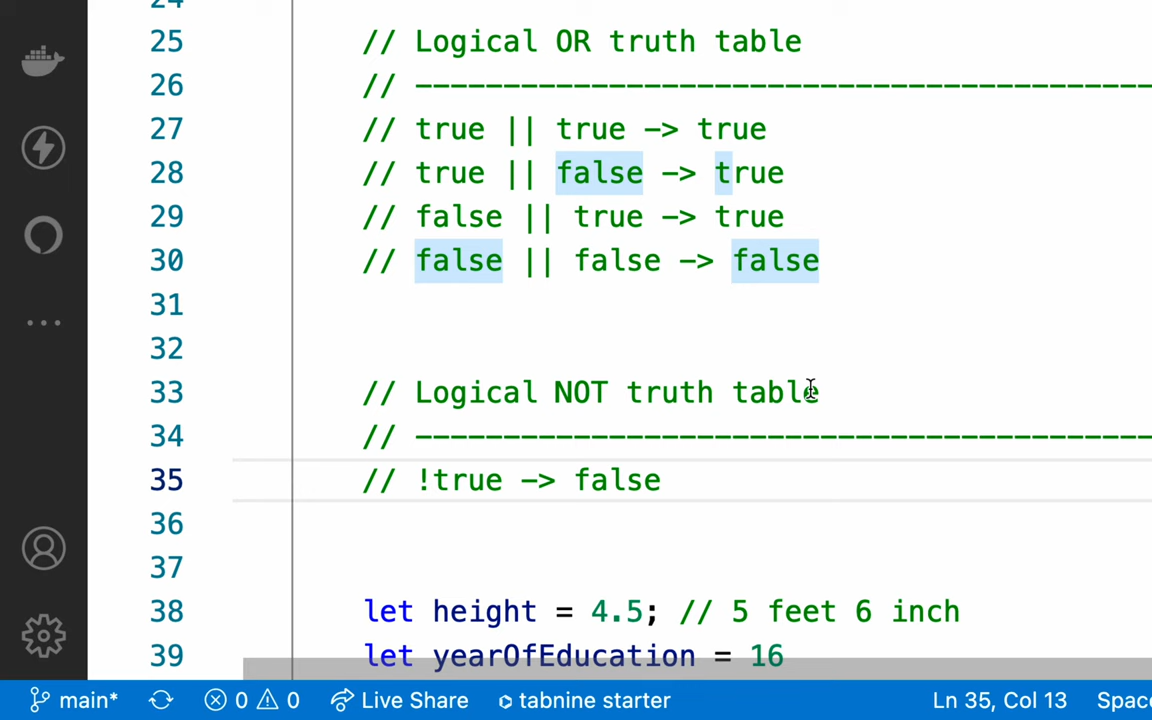 24
25 // Logical OR truth table
26 // ------------------------------------------
27 // true || true -> true
28 // true || false -> true
29 // false || true -> true
30 // false || false -> false
31
32
33 // Logical NOT truth table
34 // ------------------------------------------
35 // !true -> false
36
37
38 let height = 4.5; // 5 feet 6 inch
39 let yearOfEducation = 16
main* 0 0 Live Share tabnine starter Ln 35, Col 13 Space